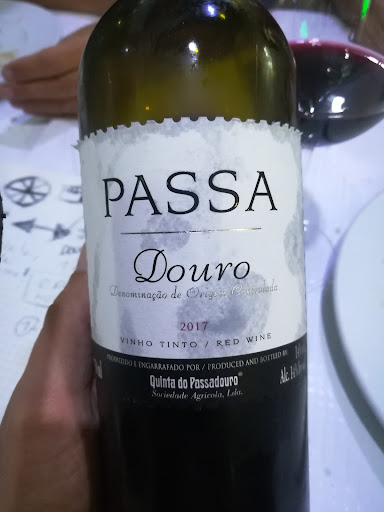 PASSA
Douro
Denominação de Origem Controlada
2017
VINHO TINTO / RED WINE
PRODUZIDO E ENGARRAFADO POR / PRODUCED AND BOTTLED BY:
Quinta do Passadouro®
Sociedade Agrícola, Lda.
Alc.